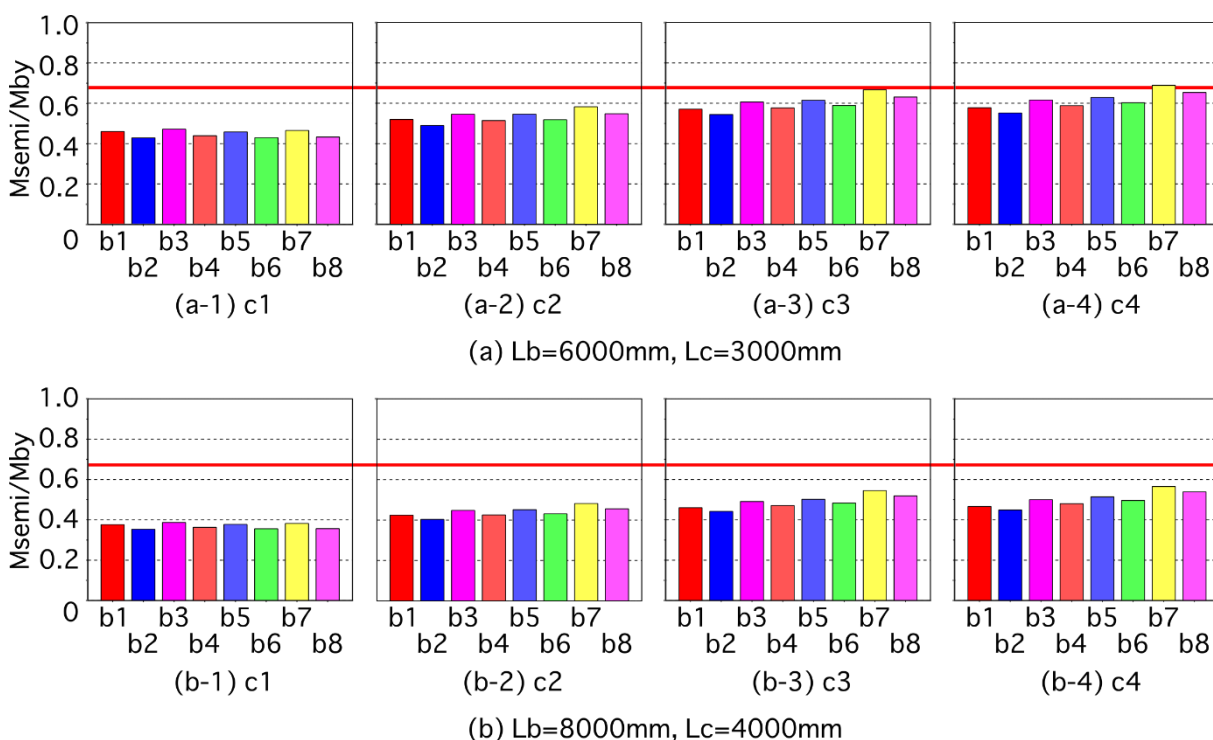 1.0
0.8
0.6
0.4
0.2
0
Msemi/Mby
b1 b3 b5 b7 b1 b3 b5 b7 b1 b3 b5 b7 b1 b3 b5 b7
b2 b4 b6 b8 b2 b4 b6 b8 b2 b4 b6 b8 b2 b4 b6 b8
(a-1) c1 (a-2) c2 (a-3) c3 (a-4) c4
(a) Lb=6000mm, Lc=3000mm
1.0
0.8
0.6
0.4
0.2
0
Msemi/Mby
b1 b3 b5 b7 b1 b3 b5 b7 b1 b3 b5 b7 b1 b3 b5 b7
b2 b4 b6 b8 b2 b4 b6 b8 b2 b4 b6 b8 b2 b4 b6 b8
(b-1) c1 (b-2) c2 (b-3) c3 (b-4) c4
(b) Lb=8000mm, Lc=4000mm